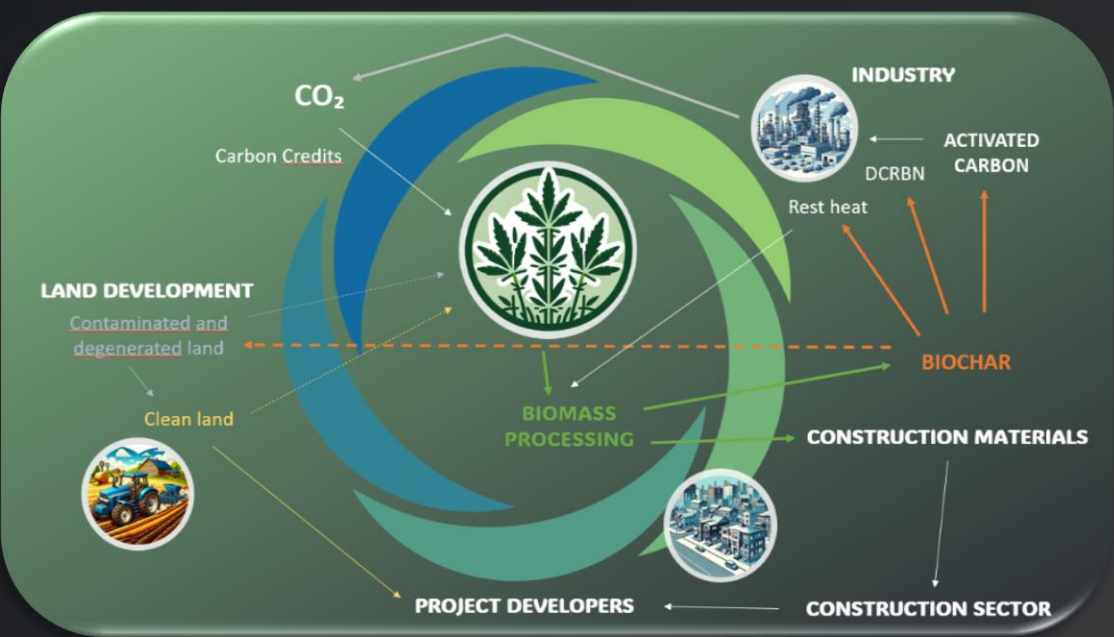 CO₂
Carbon Credits
INDUSTRY
ACTIVATED
CARBON
DCRBN
Rest heat
LAND DEVELOPMENT
Contaminated and
degenerated land
Clean land
BIOCHAR
BIOMASS
PROCESSING
CONSTRUCTION MATERIALS
PROJECT DEVELOPERS
CONSTRUCTION SECTOR